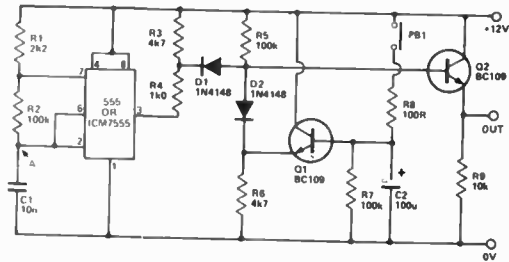 R1
2k2
R2
100k
A
C1
10n
4
8
7
6
2
3
1
555
OR
ICM7555
R3
4k7
R4
1k0
D1
1N4148
R5
100k
D2
1N4148
R6
4k7
Q1
BC109
PB1
R8
100R
R7
100k
+
C2
100u
Q2
BC109
R9
10k
+12V
OUT
0V